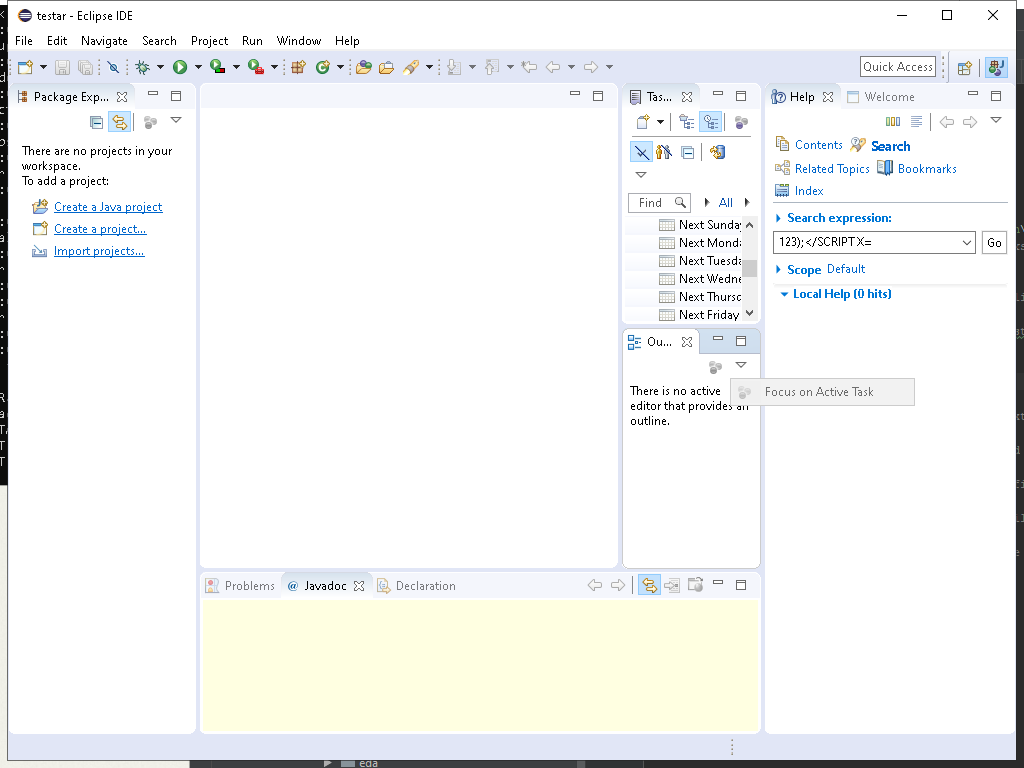 testar - Eclipse IDE
File Edit Navigate Search Project Run Window Help
Quick Access
Package Exp...
There are no projects in your
workspace.
To add a project:
Create a Java project
Create a project...
Import projects...
Tas...
Find
All
Next Sunday
Next Monda
Next Tuesda
Next Wedne
Next Thursd
Next Friday
Ou...
There is no active
editor that provides an
outline.
Focus on Active Task
Help
Welcome
Contents
Search
Related Topics
Bookmarks
Index
Search expression:
123);</SCRIPTX=
Go
Scope Default
Local Help (0 hits)
Problems
@ Javadoc
Declaration
eda